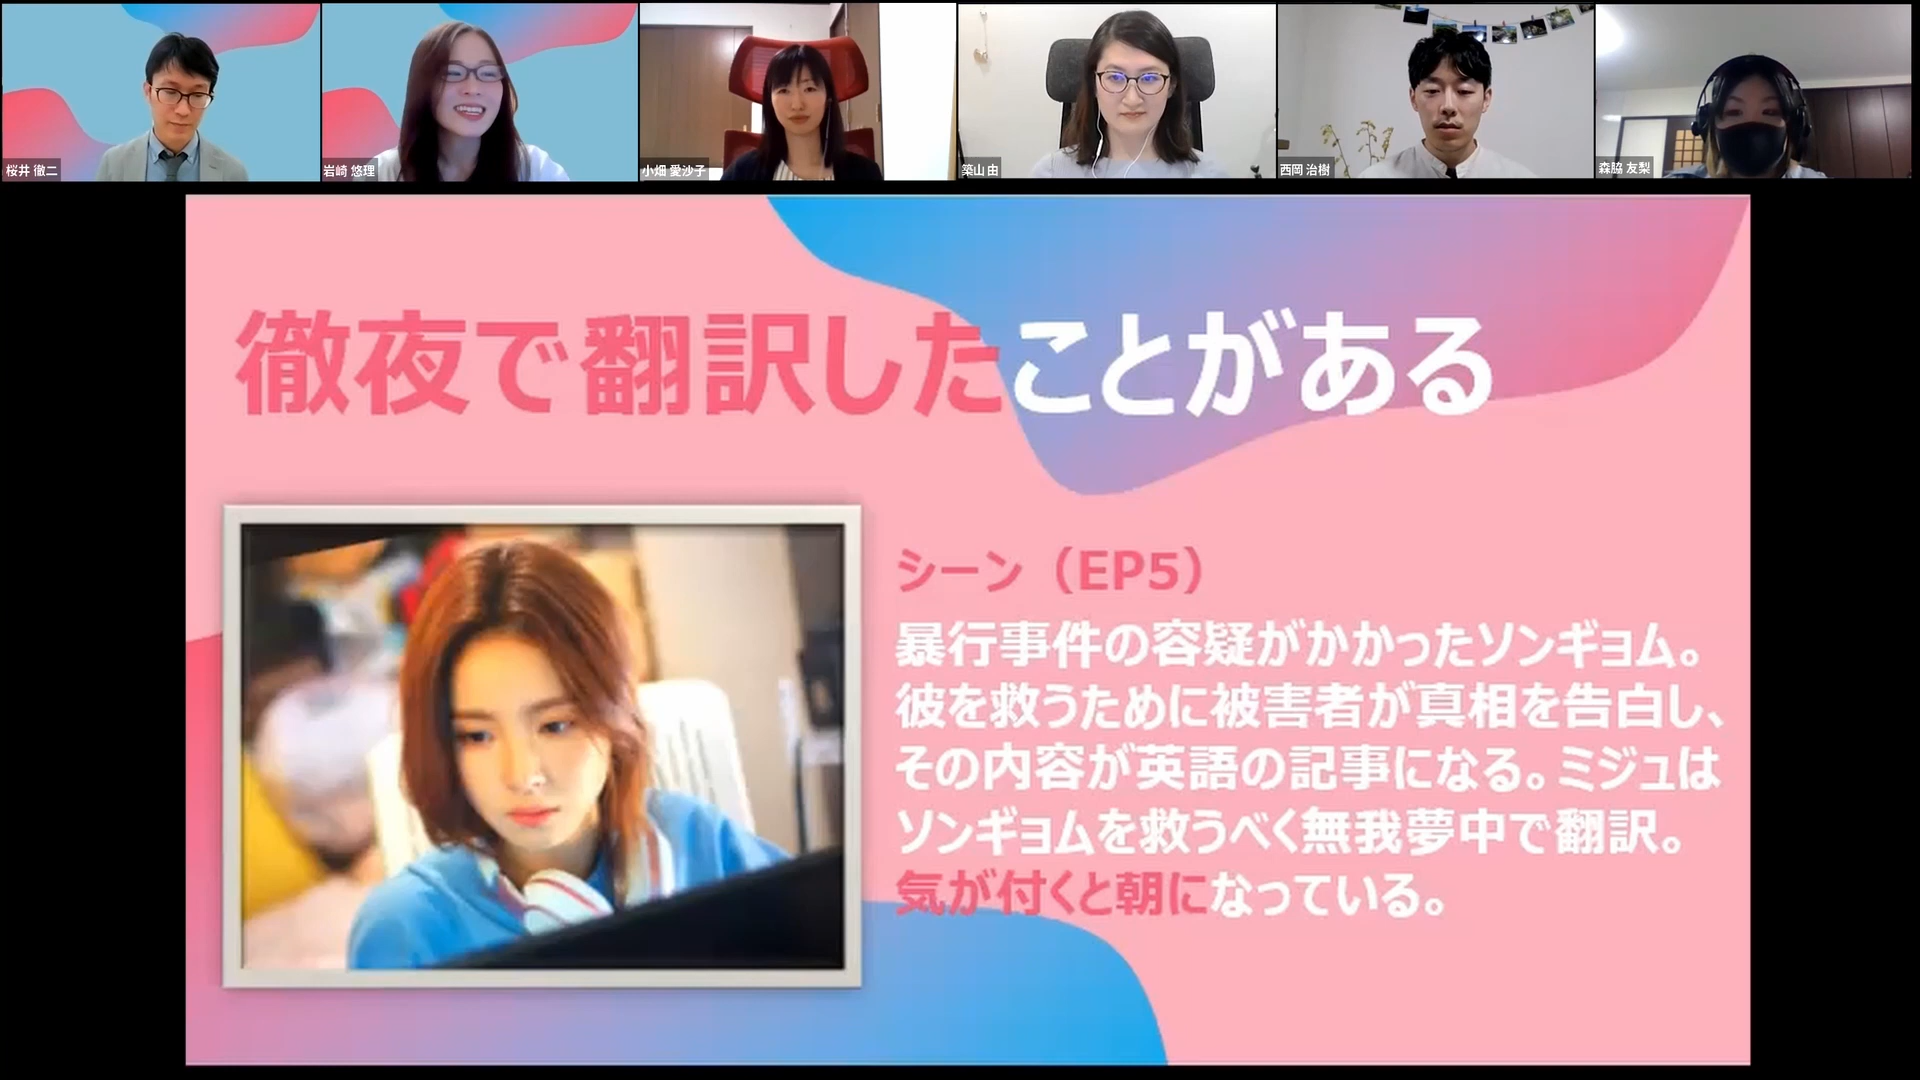 桜井 徹二
岩崎 悠理
小畑 愛沙子
築山 由
西岡 治樹
森脇 友梨
徹夜で翻訳したことがある
シーン（EP5）
暴行事件の容疑がかかったソンギョム。
彼を救うために被害者が真相を告白し、
その内容が英語の記事になる。ミジュは
ソンギョムを救うべく無我夢中で翻訳。
気が付くと朝になっている。